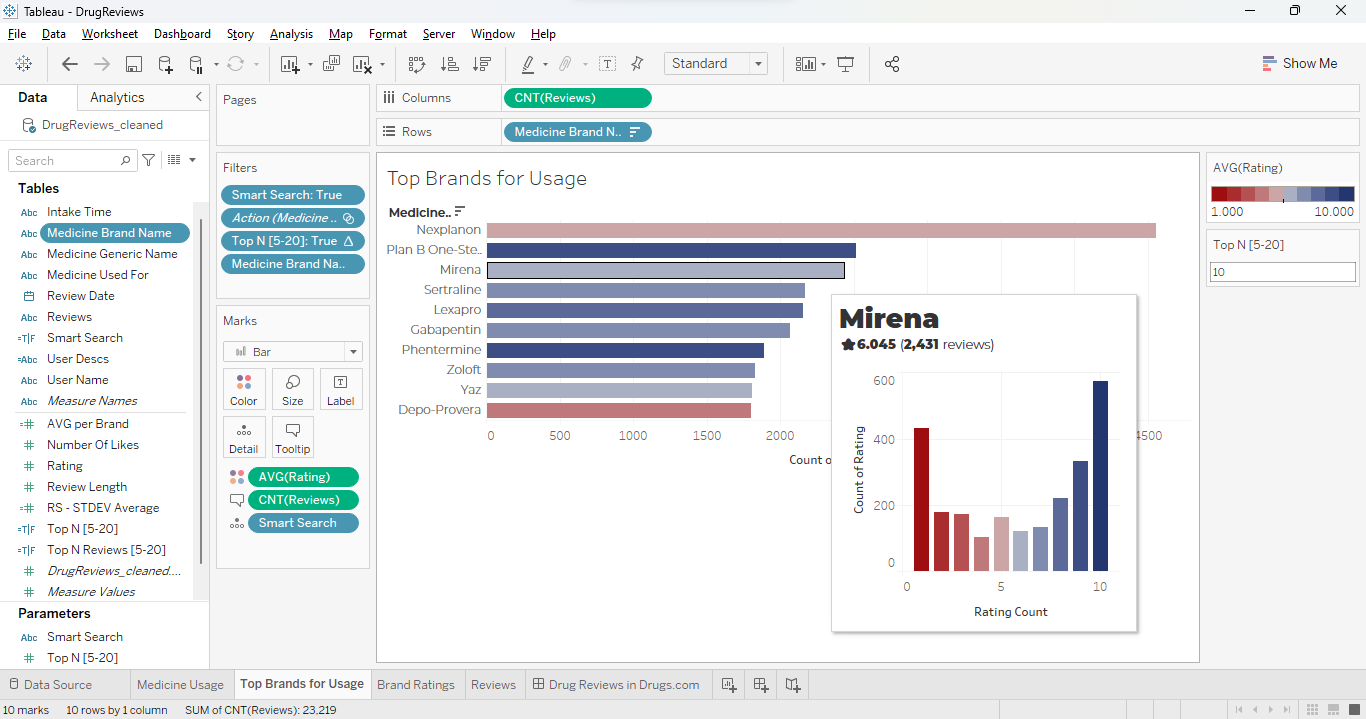 Tableau - DrugReviews
File Data Worksheet Dashboard Story Analysis Map Format Server Window Help
Standard
Show Me
Data Analytics
DrugReviews_cleaned
Search
Tables
Abc Intake Time
Abc Medicine Brand Name
Abc Medicine Generic Name
Abc Medicine Used For
Review Date
Abc Reviews
=T|F Smart Search
=Abc User Descs
Abc User Name
Abc Measure Names
=# AVG per Brand
# Number Of Likes
# Rating
# Review Length
=# RS - STDEV Average
=T|F Top N [5-20]
=T|F Top N Reviews [5-20]
# DrugReviews_cleaned....
# Measure Values
Parameters
Abc Smart Search
# Top N [5-20]
Pages
Filters
Smart Search: True
Action (Medicine ..
Top N [5-20]: True Δ
Medicine Brand Na..
Marks
Bar
Color Size Label
Detail Tooltip
AVG(Rating)
CNT(Reviews)
Smart Search
Columns CNT(Reviews)
Rows Medicine Brand N..
Top Brands for Usage
Medicine..
Nexplanon
Plan B One-Ste..
Mirena
Sertraline
Lexapro
Gabapentin
Phentermine
Zoloft
Yaz
Depo-Provera
0 500 1000 1500 2000 4500
Count o
Mirena
★6.045 (2,431 reviews)
Count of Rating
600
400
200
0
0 5 10
Rating Count
AVG(Rating)
1.000 10.000
Top N [5-20]
10
Data Source Medicine Usage Top Brands for Usage Brand Ratings Reviews Drug Reviews in Drugs.com
10 marks 10 rows by 1 column SUM of CNT(Reviews): 23,219